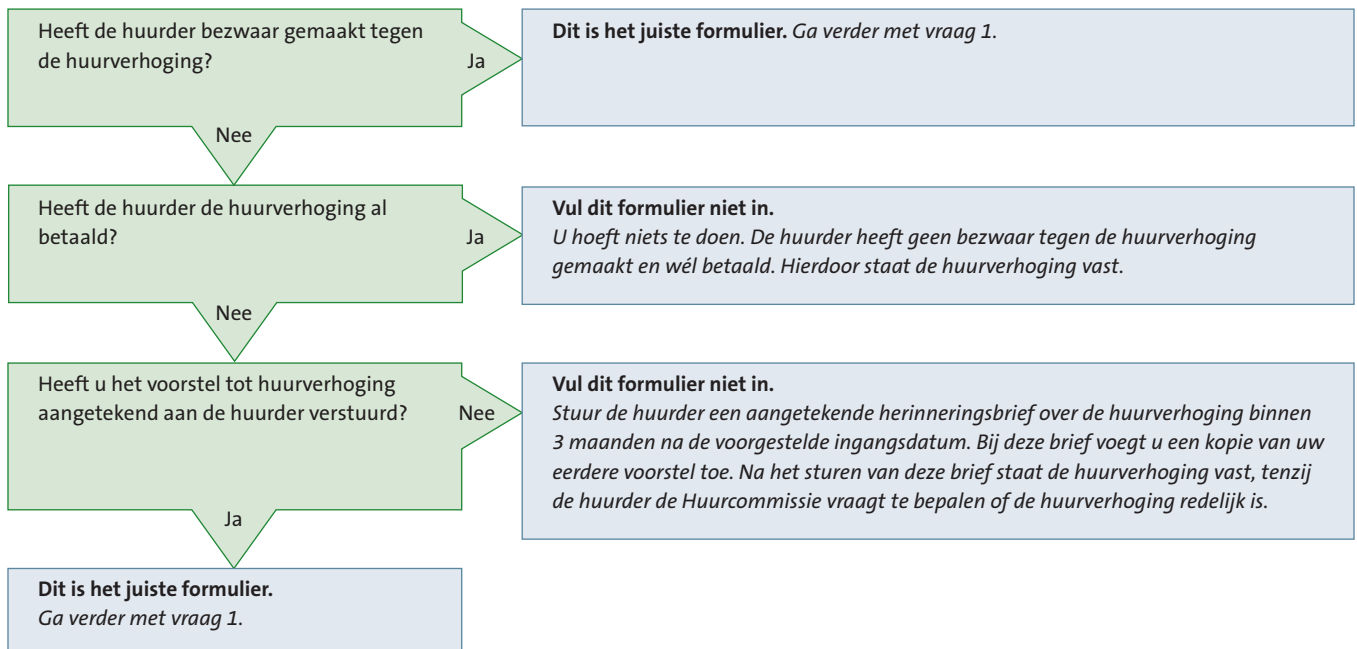 Heeft de huurder bezwaar gemaakt tegen
de huurverhoging?
Ja
Dit is het juiste formulier. Ga verder met vraag 1.
Nee
Heeft de huurder de huurverhoging al
betaald?
Ja
Vul dit formulier niet in.
U hoeft niets te doen. De huurder heeft geen bezwaar tegen de huurverhoging
gemaakt en wél betaald. Hierdoor staat de huurverhoging vast.
Nee
Heeft u het voorstel tot huurverhoging
aangetekend aan de huurder verstuurd?
Nee
Vul dit formulier niet in.
Stuur de huurder een aangetekende herinneringsbrief over de huurverhoging binnen
3 maanden na de voorgestelde ingangsdatum. Bij deze brief voegt u een kopie van uw
eerdere voorstel toe. Na het sturen van deze brief staat de huurverhoging vast, tenzij
de huurder de Huurcommissie vraagt te bepalen of de huurverhoging redelijk is.
Ja
Dit is het juiste formulier.
Ga verder met vraag 1.